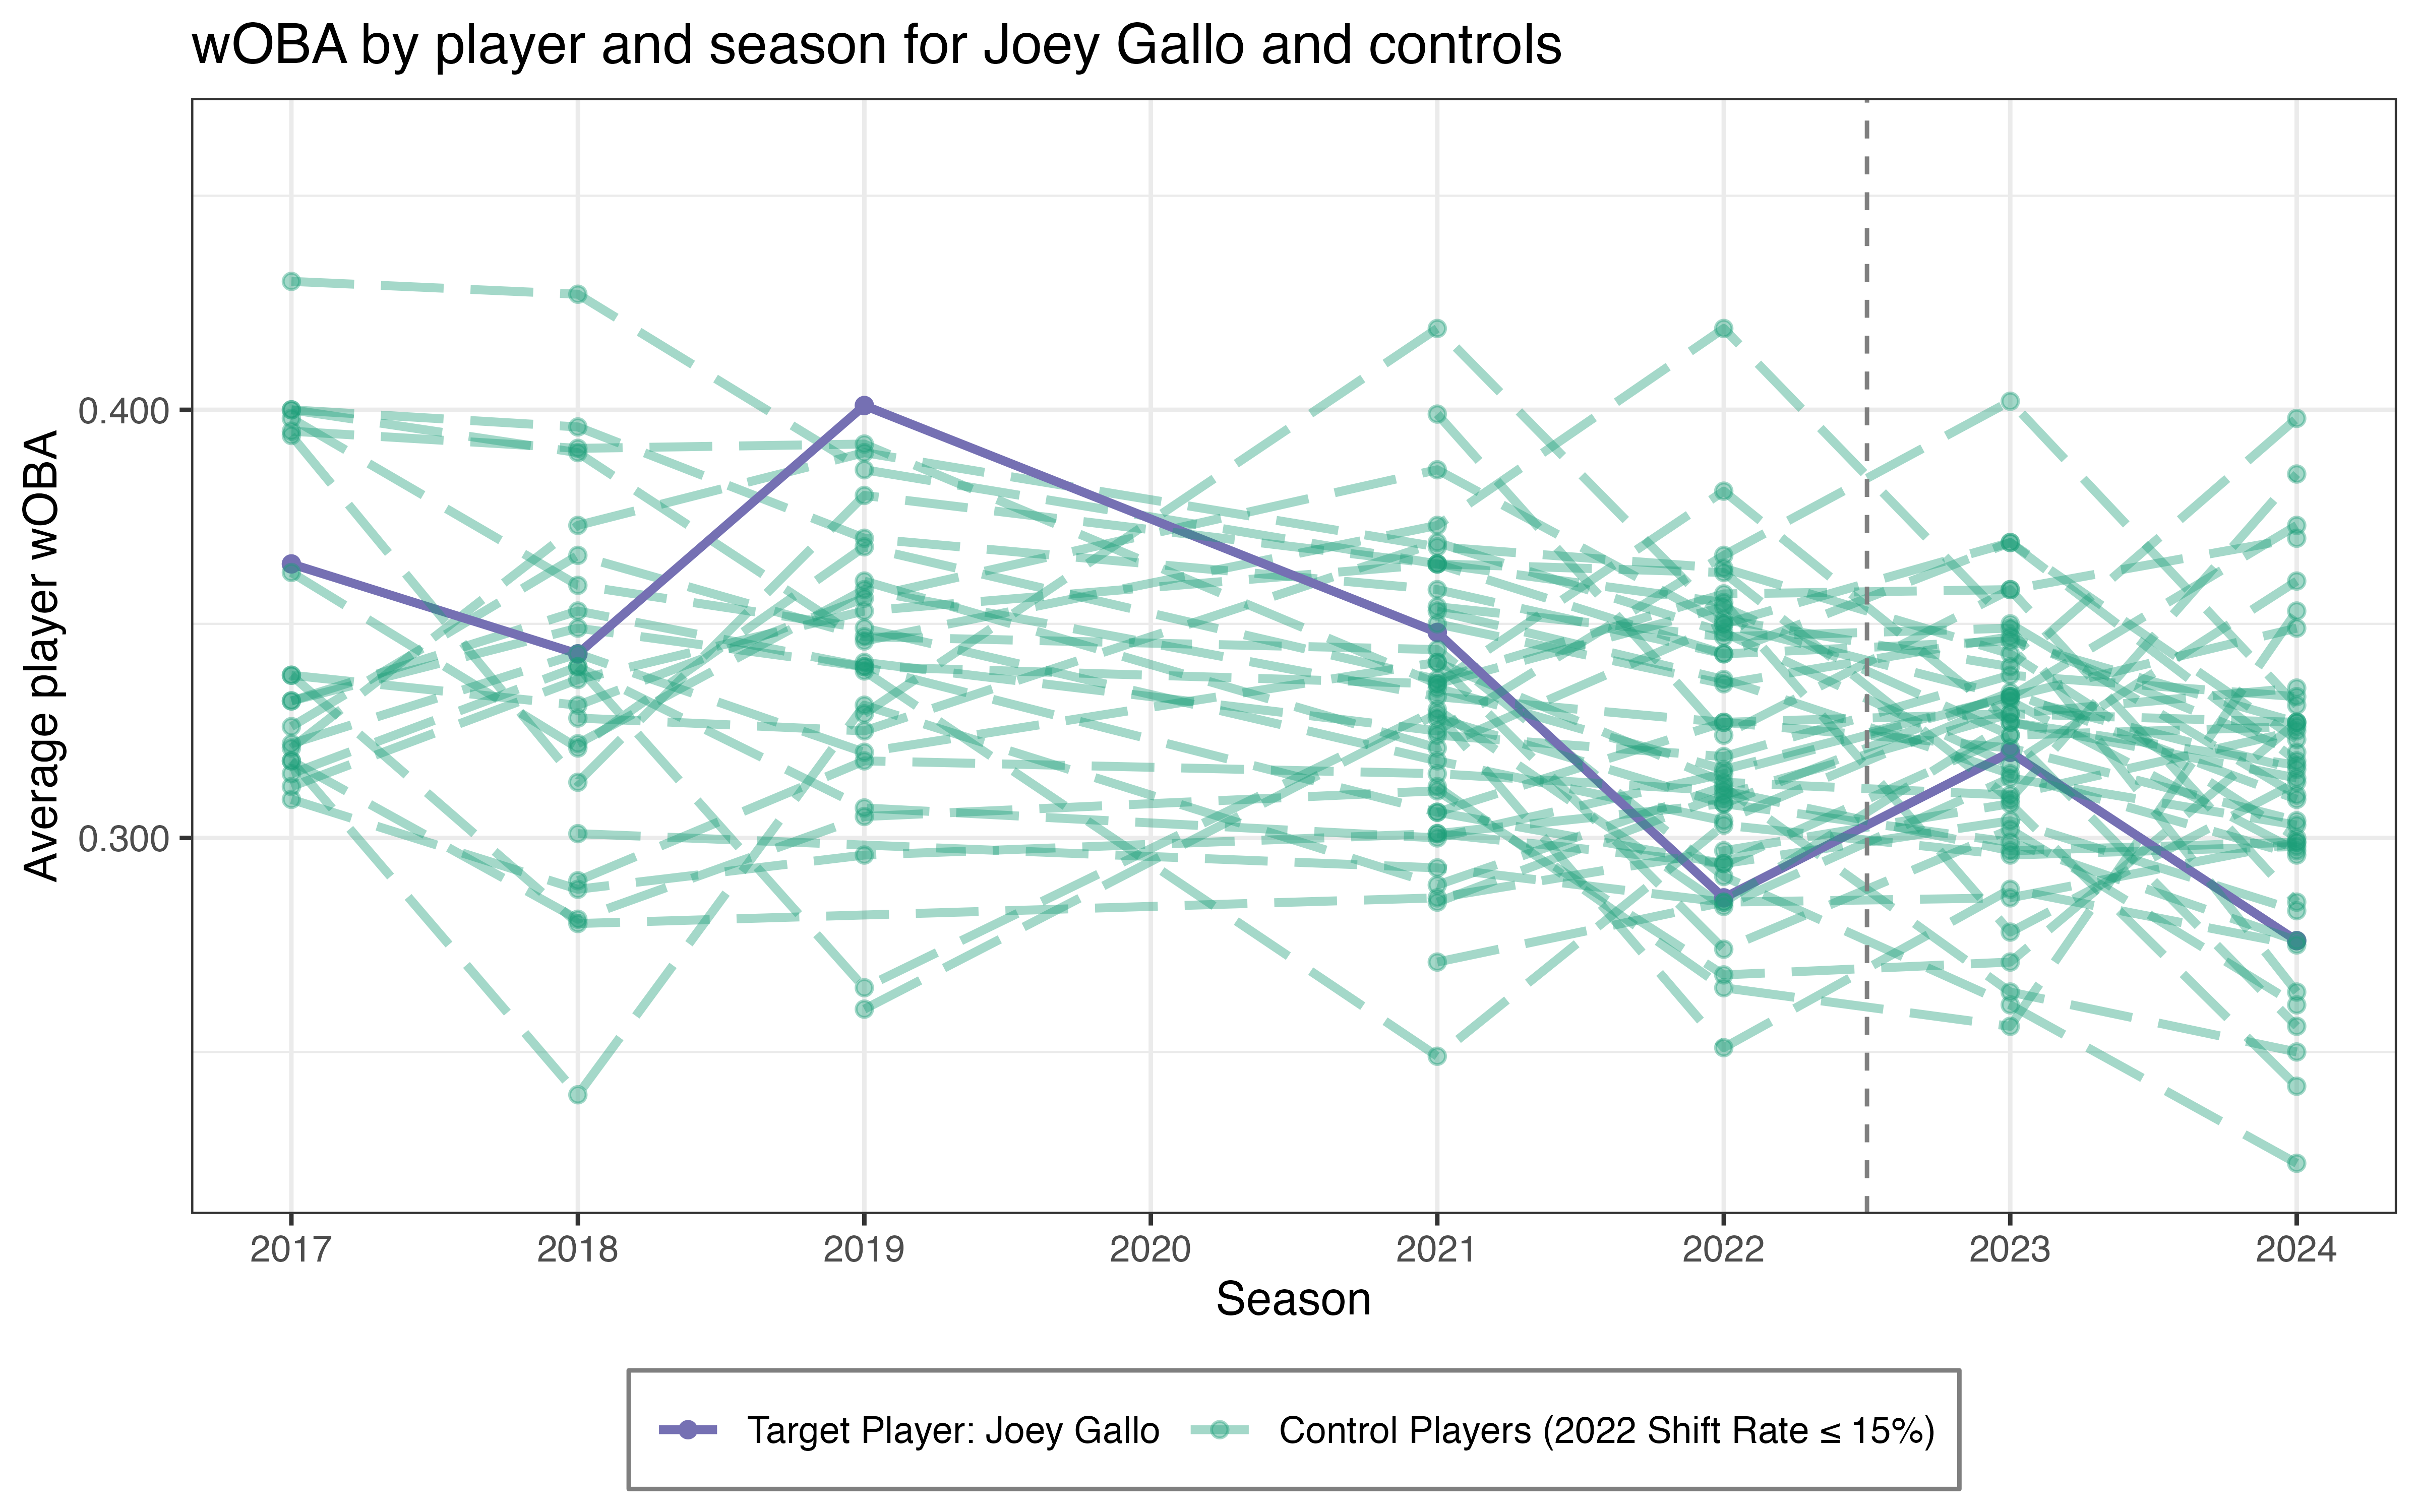 wOBA by player and season for Joey Gallo and controls
Average player wOBA
0.400
0.300
2017 2018 2019 2020 2021 2022 2023 2024
Season
Target Player: Joey Gallo Control Players (2022 Shift Rate ≤ 15%)